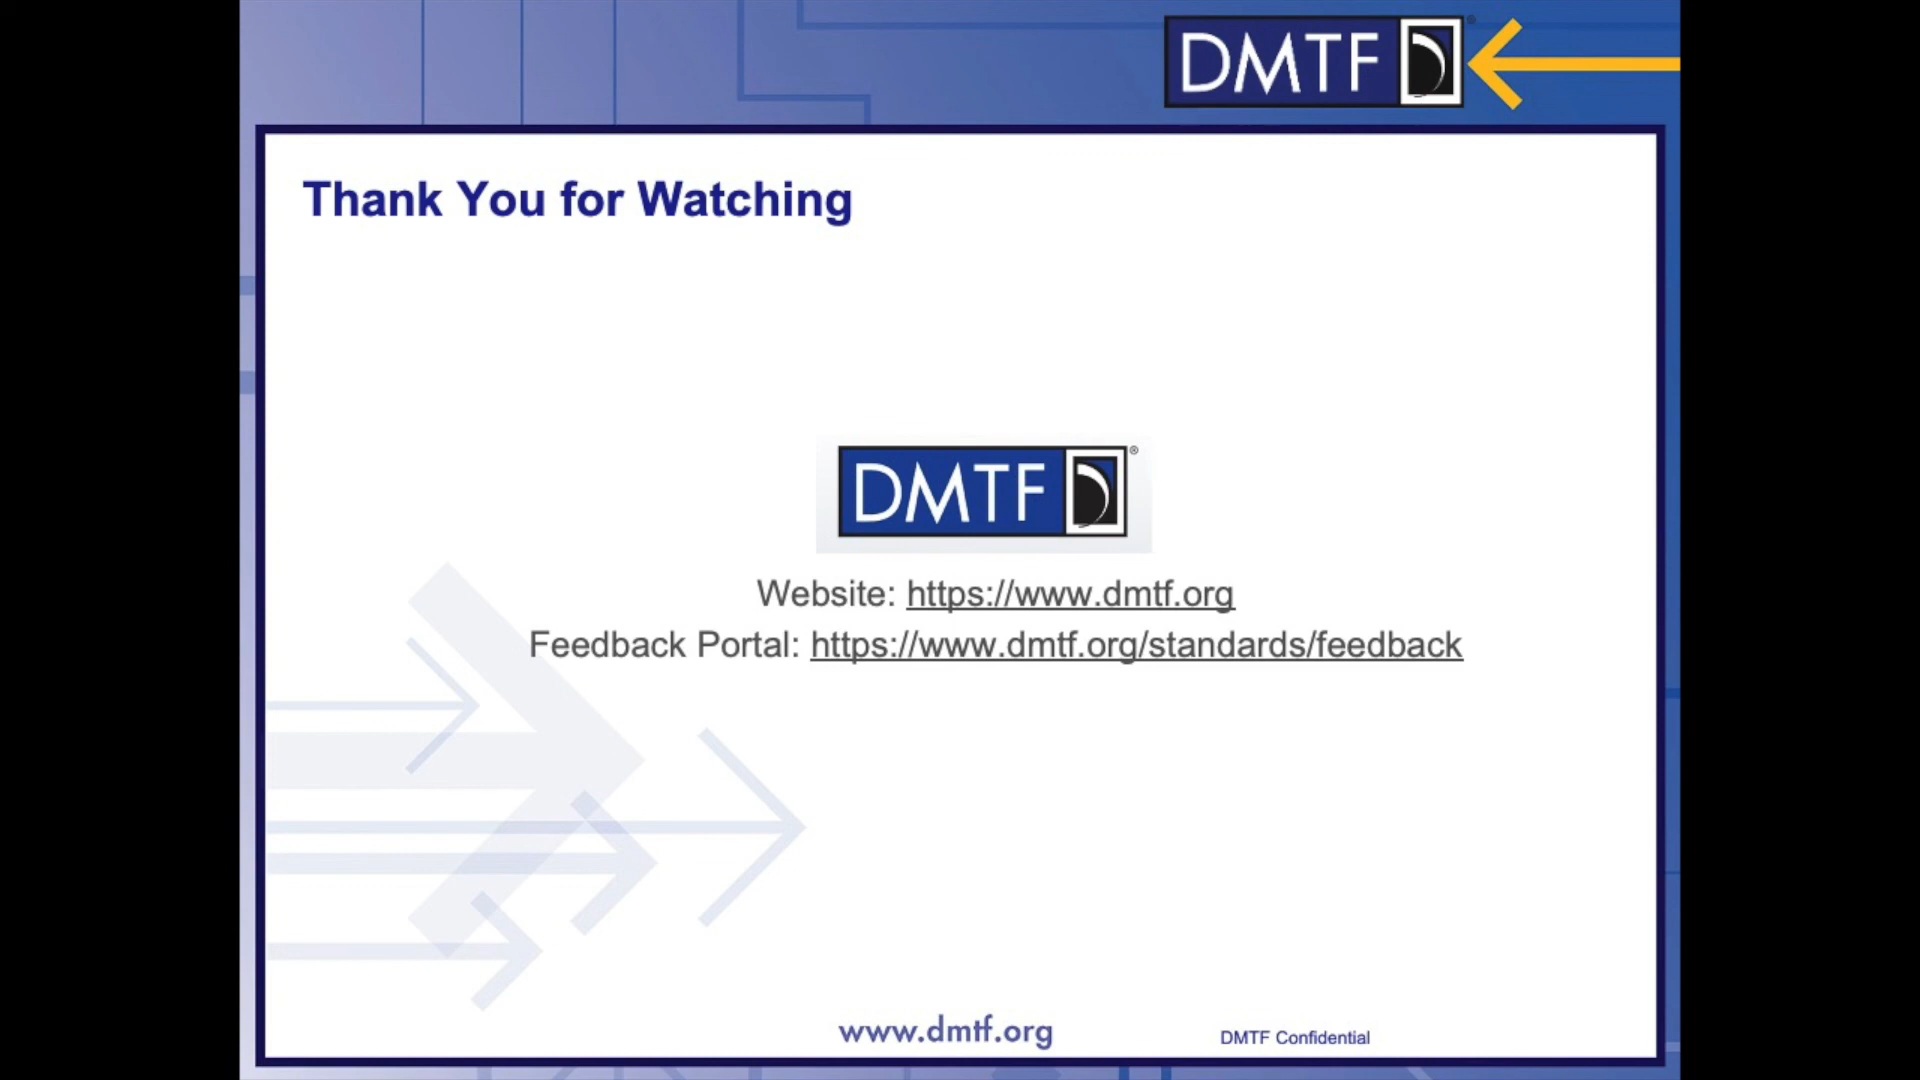 DMTF
Thank You for Watching
DMTF ®
Website: https://www.dmtf.org
Feedback Portal: https://www.dmtf.org/standards/feedback
www.dmtf.org
DMTF Confidential